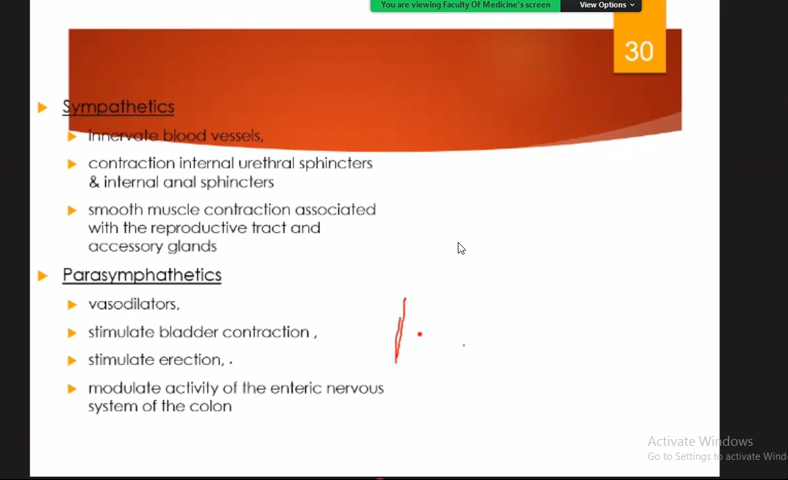 You are viewing Faculty Of Medicine's screen
View Options
30
Sympathetics
innervate blood vessels,
contraction internal urethral sphincters
& internal anal sphincters
smooth muscle contraction associated
with the reproductive tract and
accessory glands
Parasymphathetics
vasodilators,
stimulate bladder contraction ,
stimulate erection, .
modulate activity of the enteric nervous
system of the colon
Activate Windows
Go to Settings to activate Wind